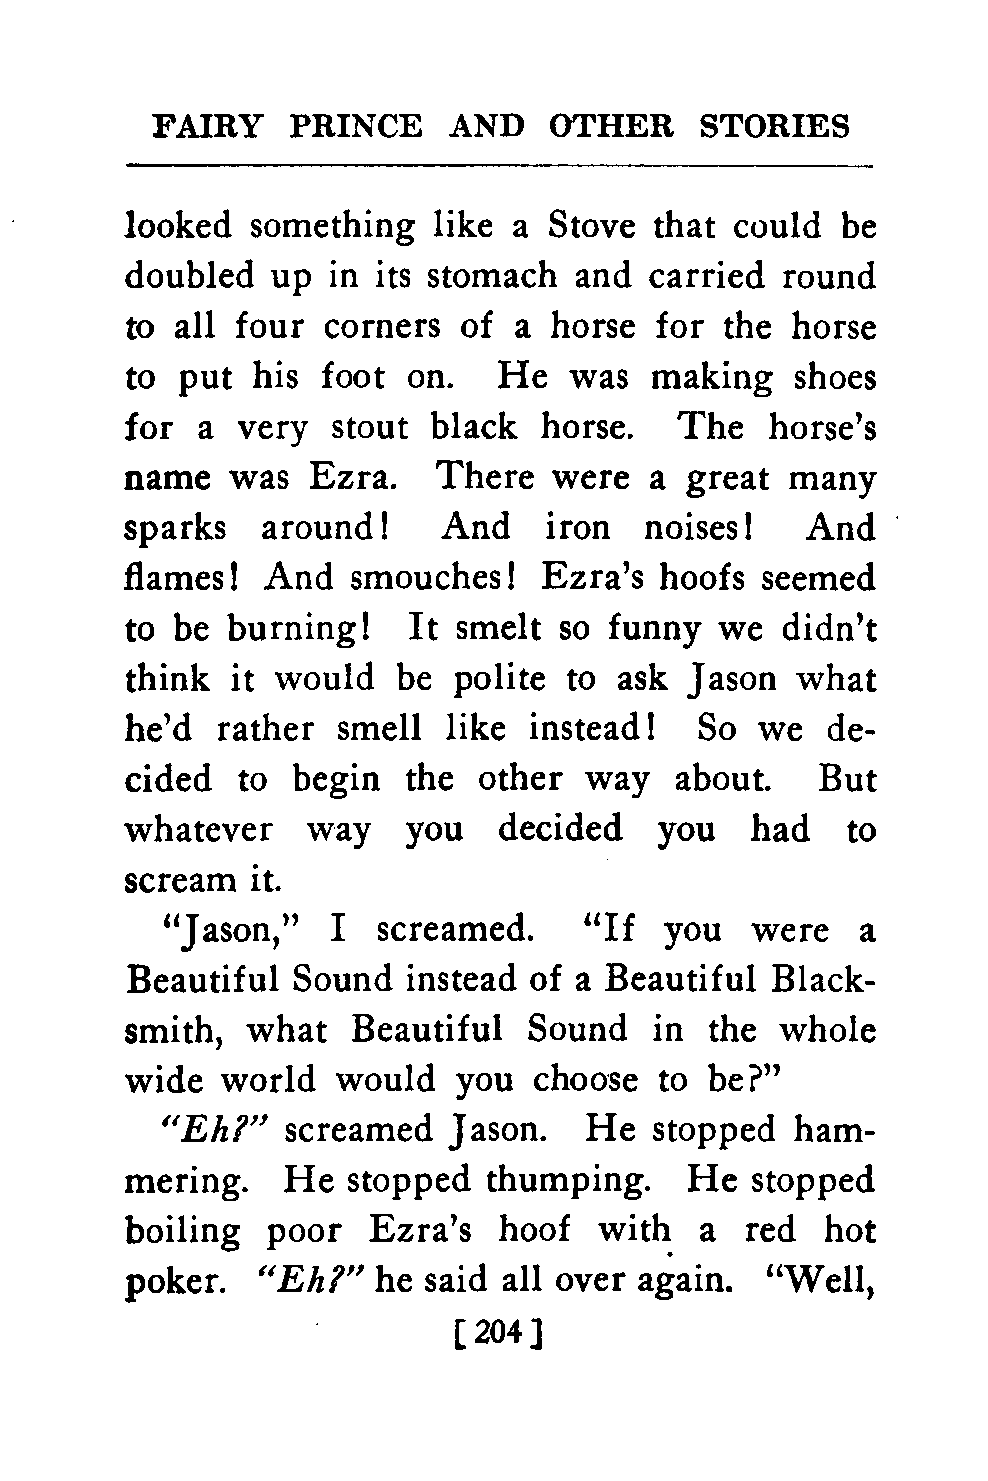 FAIRY PRINCE AND OTHER STORIES
looked something like a Stove that could be
doubled up in its stomach and carried round
to all four corners of a horse for the horse
to put his foot on. He was making shoes
for a very stout black horse. The horse's
name was Ezra. There were a great many
sparks around! And iron noises! And
flames! And smouches! Ezra's hoofs seemed
to be burning! It smelt so funny we didn't
think it would be polite to ask Jason what
he'd rather smell like instead! So we de-
cided to begin the other way about. But
whatever way you decided you had to
scream it.
"Jason," I screamed. "If you were a
Beautiful Sound instead of a Beautiful Black-
smith, what Beautiful Sound in the whole
wide world would you choose to be?"
"Eh?" screamed Jason. He stopped ham-
mering. He stopped thumping. He stopped
boiling poor Ezra's hoof with a red hot
poker. "Eh?" he said all over again. "Well,
[204]